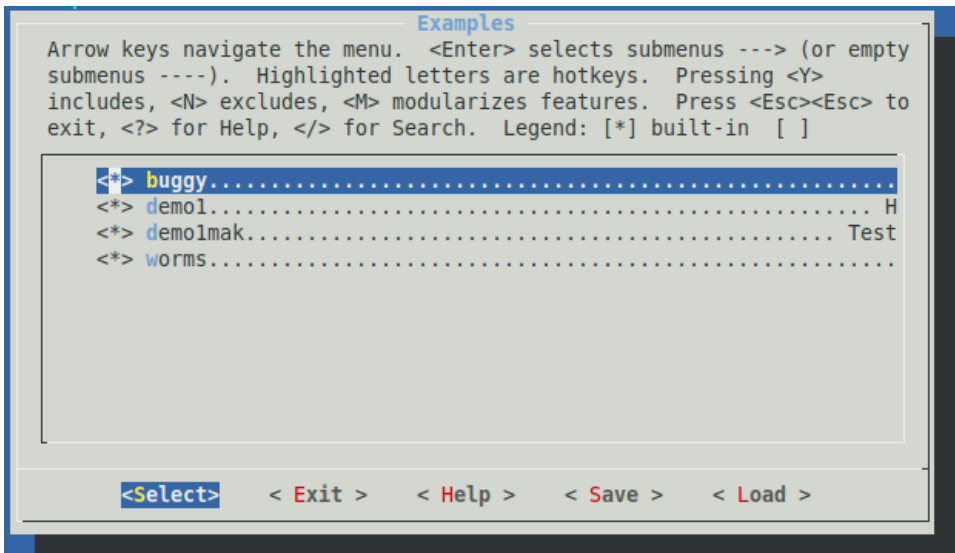 Examples
Arrow keys navigate the menu.  <Enter> selects submenus ---> (or empty
submenus ----).  Highlighted letters are hotkeys.  Pressing <Y>
includes, <N> excludes, <M> modularizes features.  Press <Esc><Esc> to
exit, <?> for Help, </> for Search.  Legend: [*] built-in  [ ]
<*> buggy........................................................
<*> demo1...................................................... H
<*> demo1mak................................................ Test
<*> worms........................................................
<Select>    < Exit >    < Help >    < Save >    < Load >